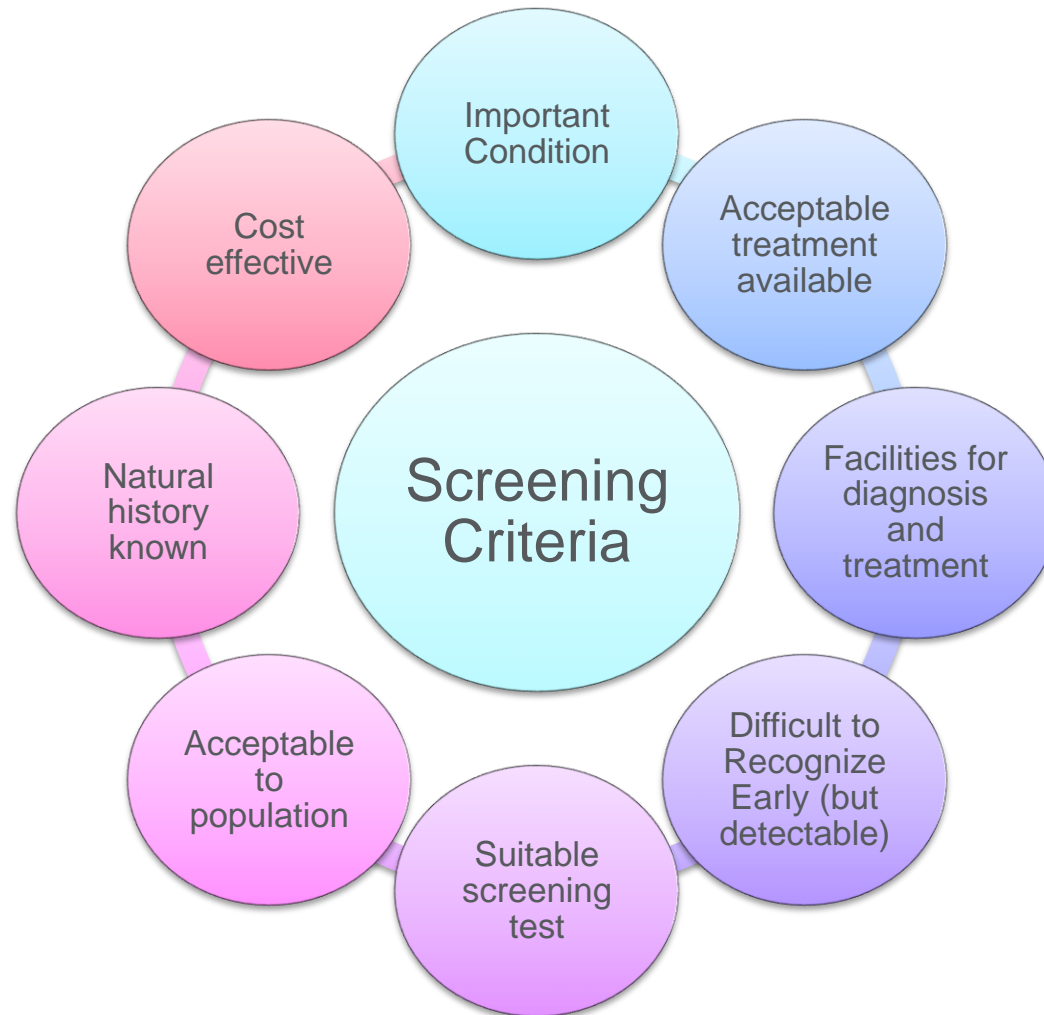 Important
Condition
Acceptable
treatment
available
Facilities for
diagnosis
and
treatment
Difficult to
Recognize
Early (but
detectable)
Suitable
screening
test
Acceptable
to
population
Natural
history
known
Cost
effective
Screening
Criteria